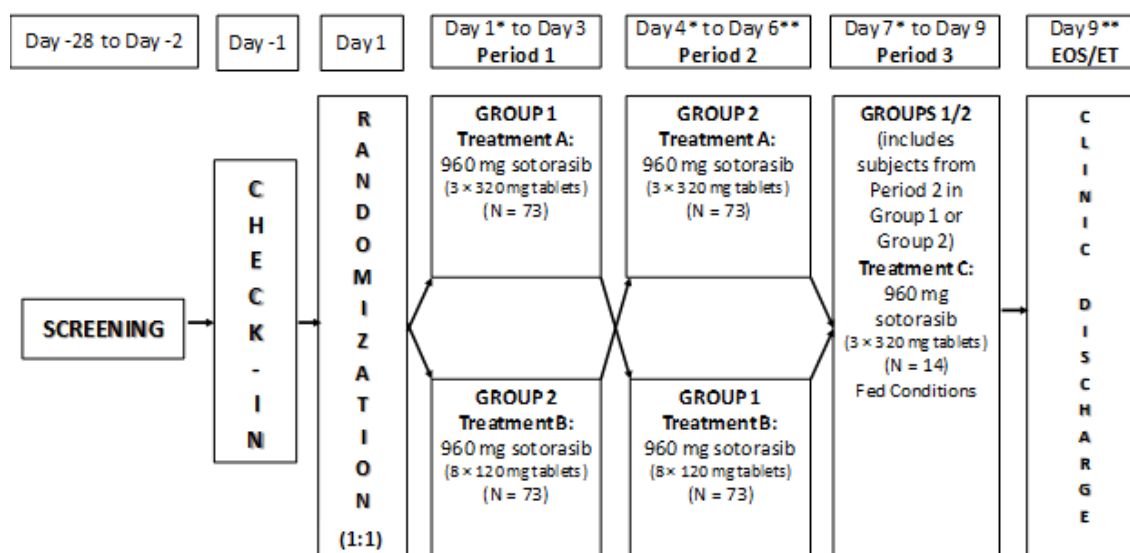 Day -28 to Day -2
Day -1
Day 1
Day 1* to Day 3
Period 1
Day 4* to Day 6**
Period 2
Day 7* to Day 9
Period 3
Day 9**
EOS/ET
SCREENING
CHECK-IN
RANDOMIZATION
(1:1)
GROUP 1
Treatment A:
960 mg sotorasib
(3 × 320 mg tablets)
(N = 73)
GROUP 2
Treatment B:
960 mg sotorasib
(8 × 120 mg tablets)
(N = 73)
GROUP 2
Treatment A:
960 mg sotorasib
(3 × 320 mg tablets)
(N = 73)
GROUP 1
Treatment B:
960 mg sotorasib
(8 × 120 mg tablets)
(N = 73)
GROUPS 1/2
(includes
subjects from
Period 2 in
Group 1 or
Group 2)
Treatment C:
960 mg
sotorasib
(3 × 320 mg tablets)
(N = 14)
Fed Conditions
CLINIC DISCHARGE